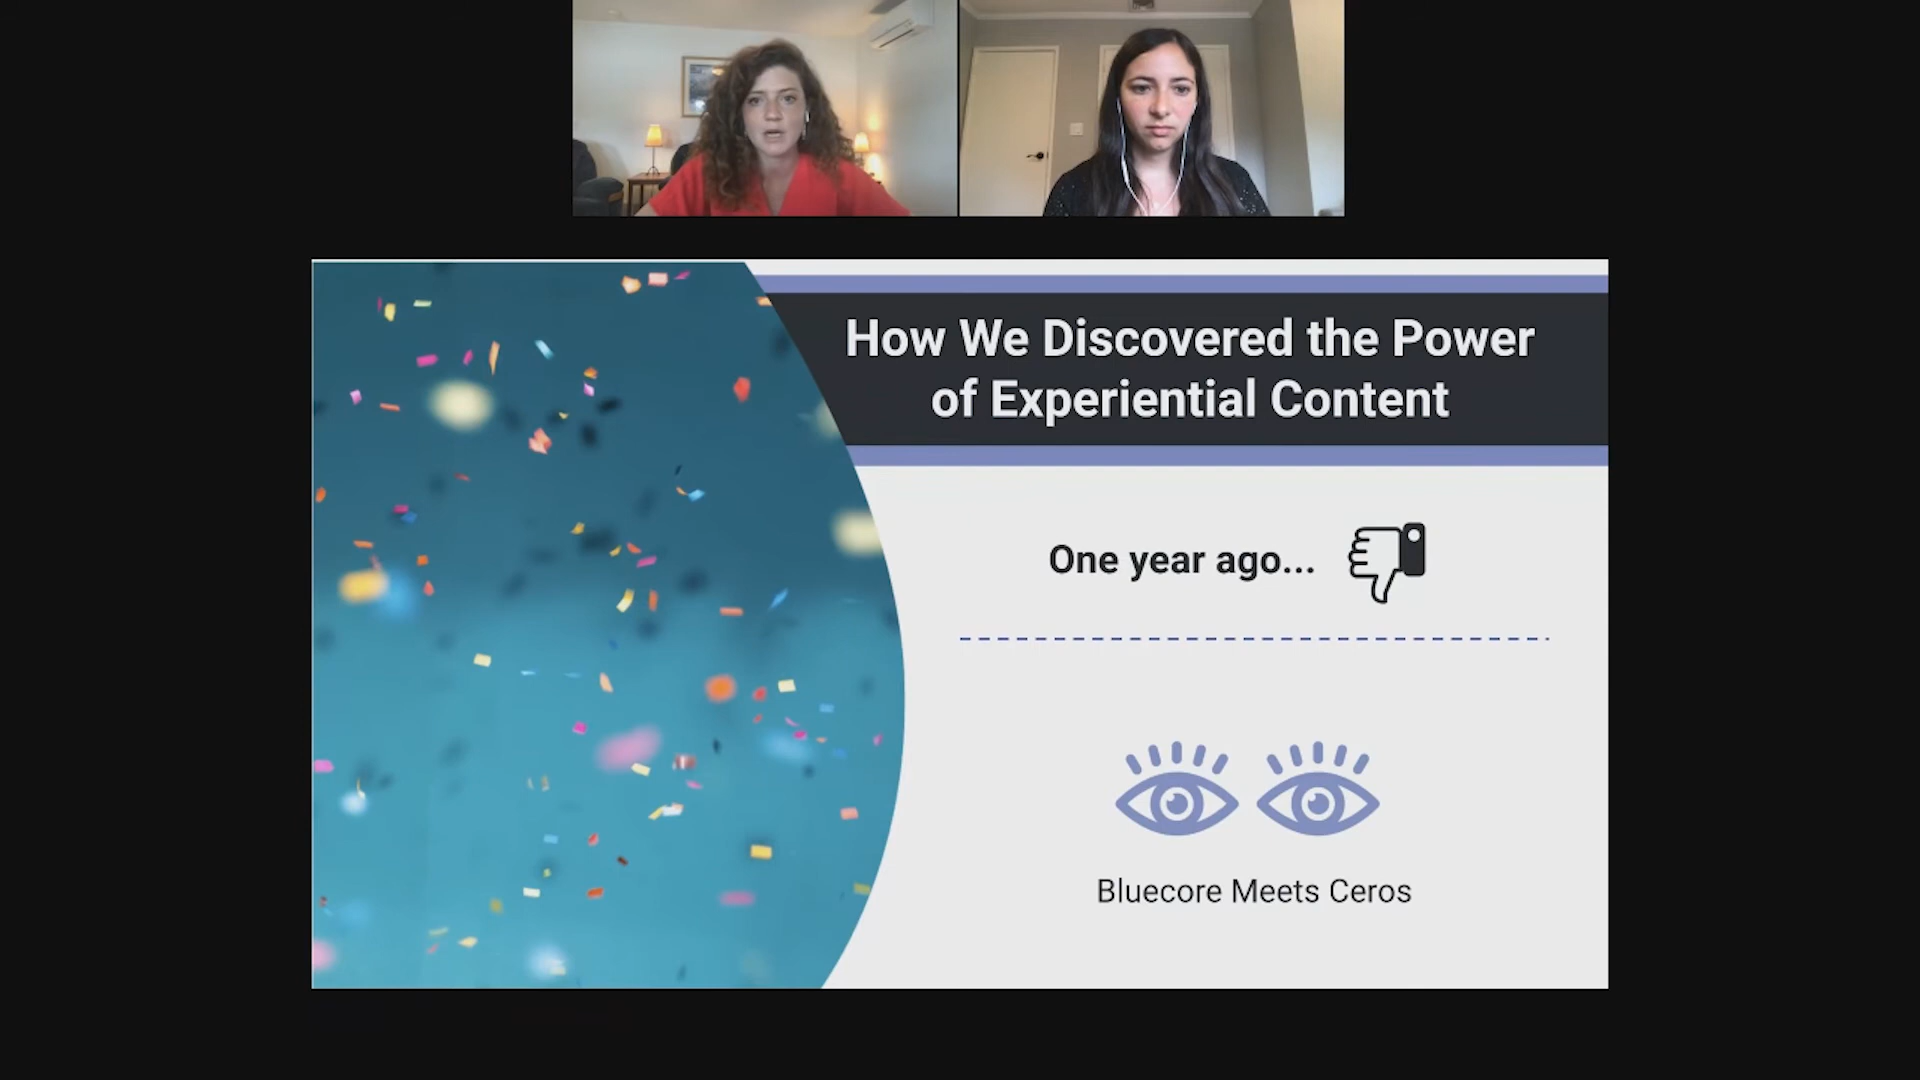 How We Discovered the Power
of Experiential Content
One year ago...
Bluecore Meets Ceros